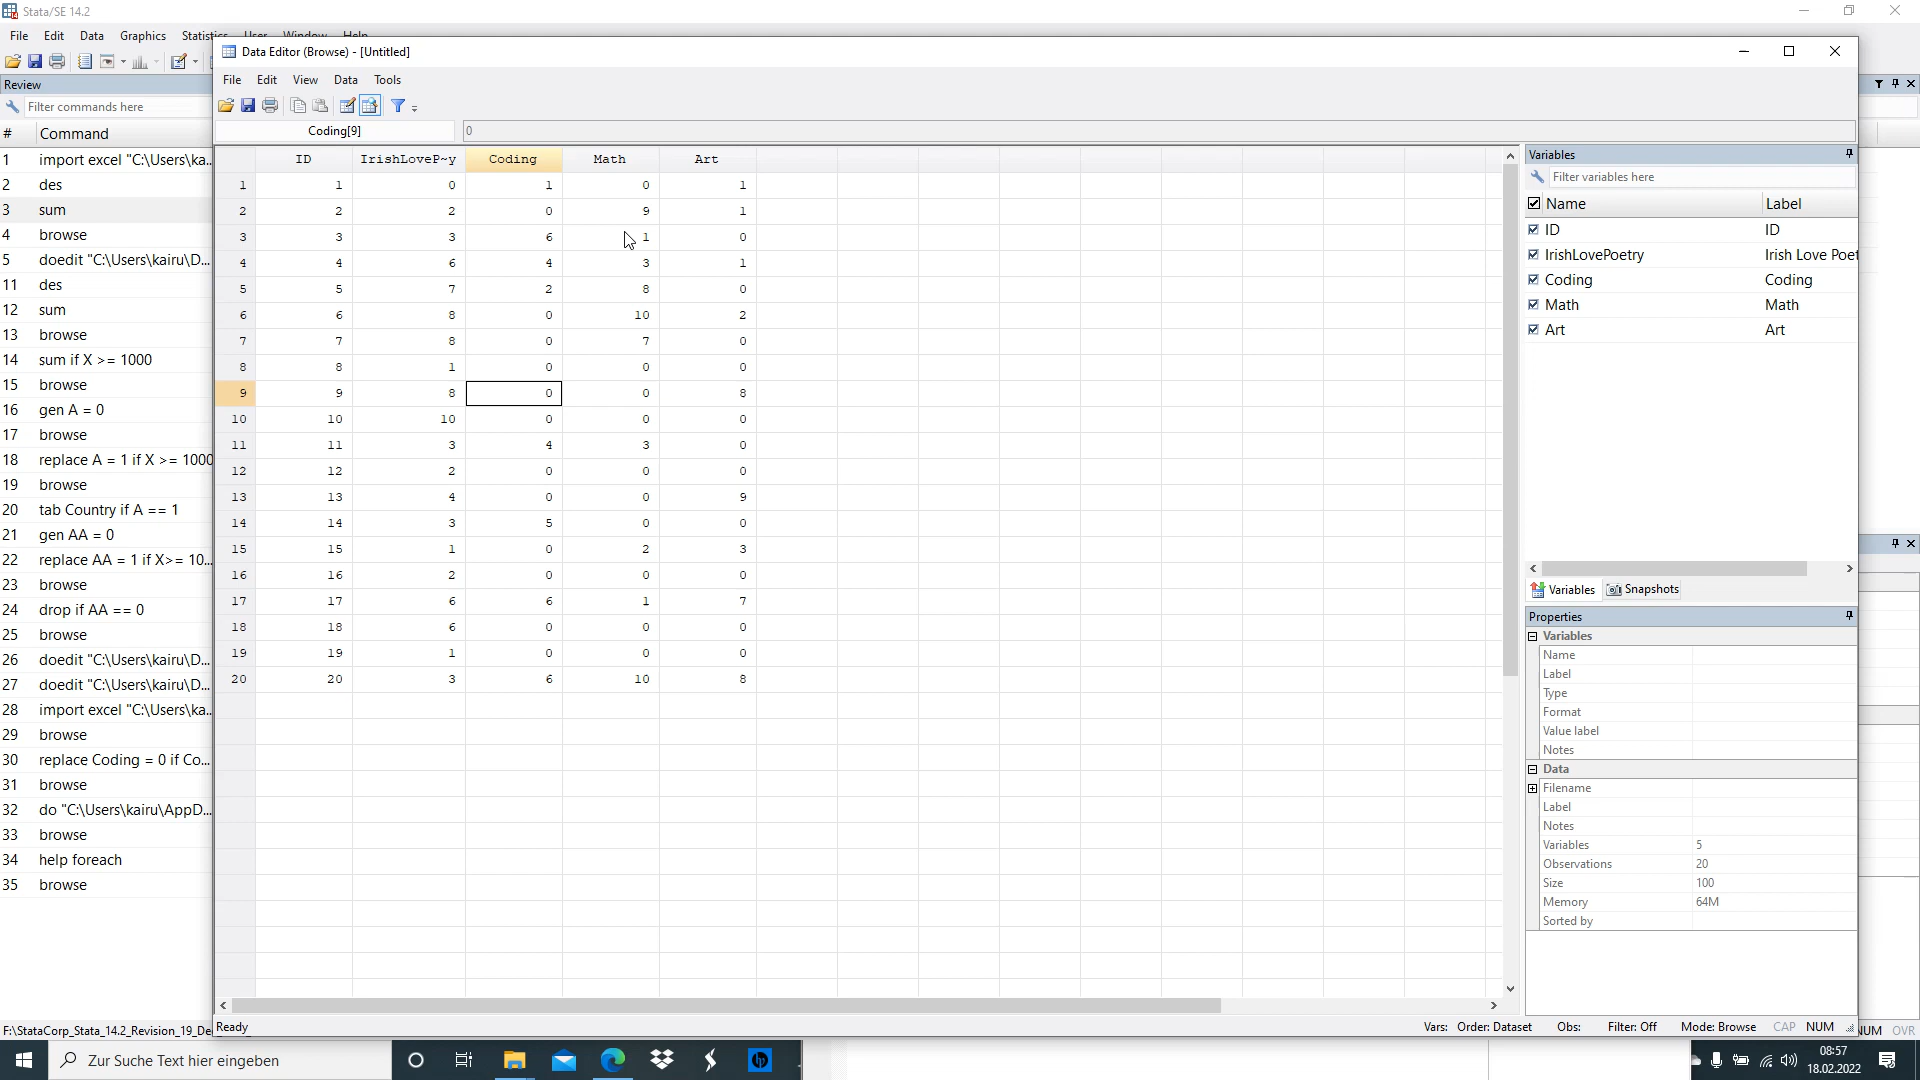 Stata/SE 14.2
File Edit Data Graphics Statistics User Window Help
Review
Filter commands here
# Command
1 import excel "C:\Users\ka...
2 des
3 sum
4 browse
5 doedit "C:\Users\kairu\D...
11 des
12 sum
13 browse
14 sum if X >= 1000
15 browse
16 gen A = 0
17 browse
18 replace A = 1 if X >= 1000
19 browse
20 tab Country if A == 1
21 gen AA = 0
22 replace AA = 1 if X>= 10...
23 browse
24 drop if AA == 0
25 browse
26 doedit "C:\Users\kairu\D...
27 doedit "C:\Users\kairu\D...
28 import excel "C:\Users\ka...
29 browse
30 replace Coding = 0 if Co...
31 browse
32 do "C:\Users\kairu\AppD...
33 browse
34 help foreach
35 browse
F:\StataCorp_Stata_14.2_Revision_19_De
Data Editor (Browse) - [Untitled]
File Edit View Data Tools
Coding[9] 0
ID IrishLoveP~y Coding Math Art
1 1 0 1 0 1
2 2 2 0 9 1
3 3 3 6 1 0
4 4 6 4 3 1
5 5 7 2 8 0
6 6 8 0 10 2
7 7 8 0 7 0
8 8 1 0 0 0
9 9 8 0 0 8
10 10 10 0 0 0
11 11 3 4 3 0
12 12 2 0 0 0
13 13 4 0 0 9
14 14 3 5 0 0
15 15 1 0 2 3
16 16 2 0 0 0
17 17 6 6 1 7
18 18 6 0 0 0
19 19 1 0 0 0
20 20 3 6 10 8
Variables
Filter variables here
Name Label
ID ID
IrishLovePoetry Irish Love Poet
Coding Coding
Math Math
Art Art
Variables Snapshots
Properties
Variables
Name
Label
Type
Format
Value label
Notes
Data
Filename
Label
Notes
Variables 5
Observations 20
Size 100
Memory 64M
Sorted by
Ready Vars: Order: Dataset Obs: Filter: Off Mode: Browse CAP NUM
NUM OVR
Zur Suche Text hier eingeben
hp
08:57
18.02.2022